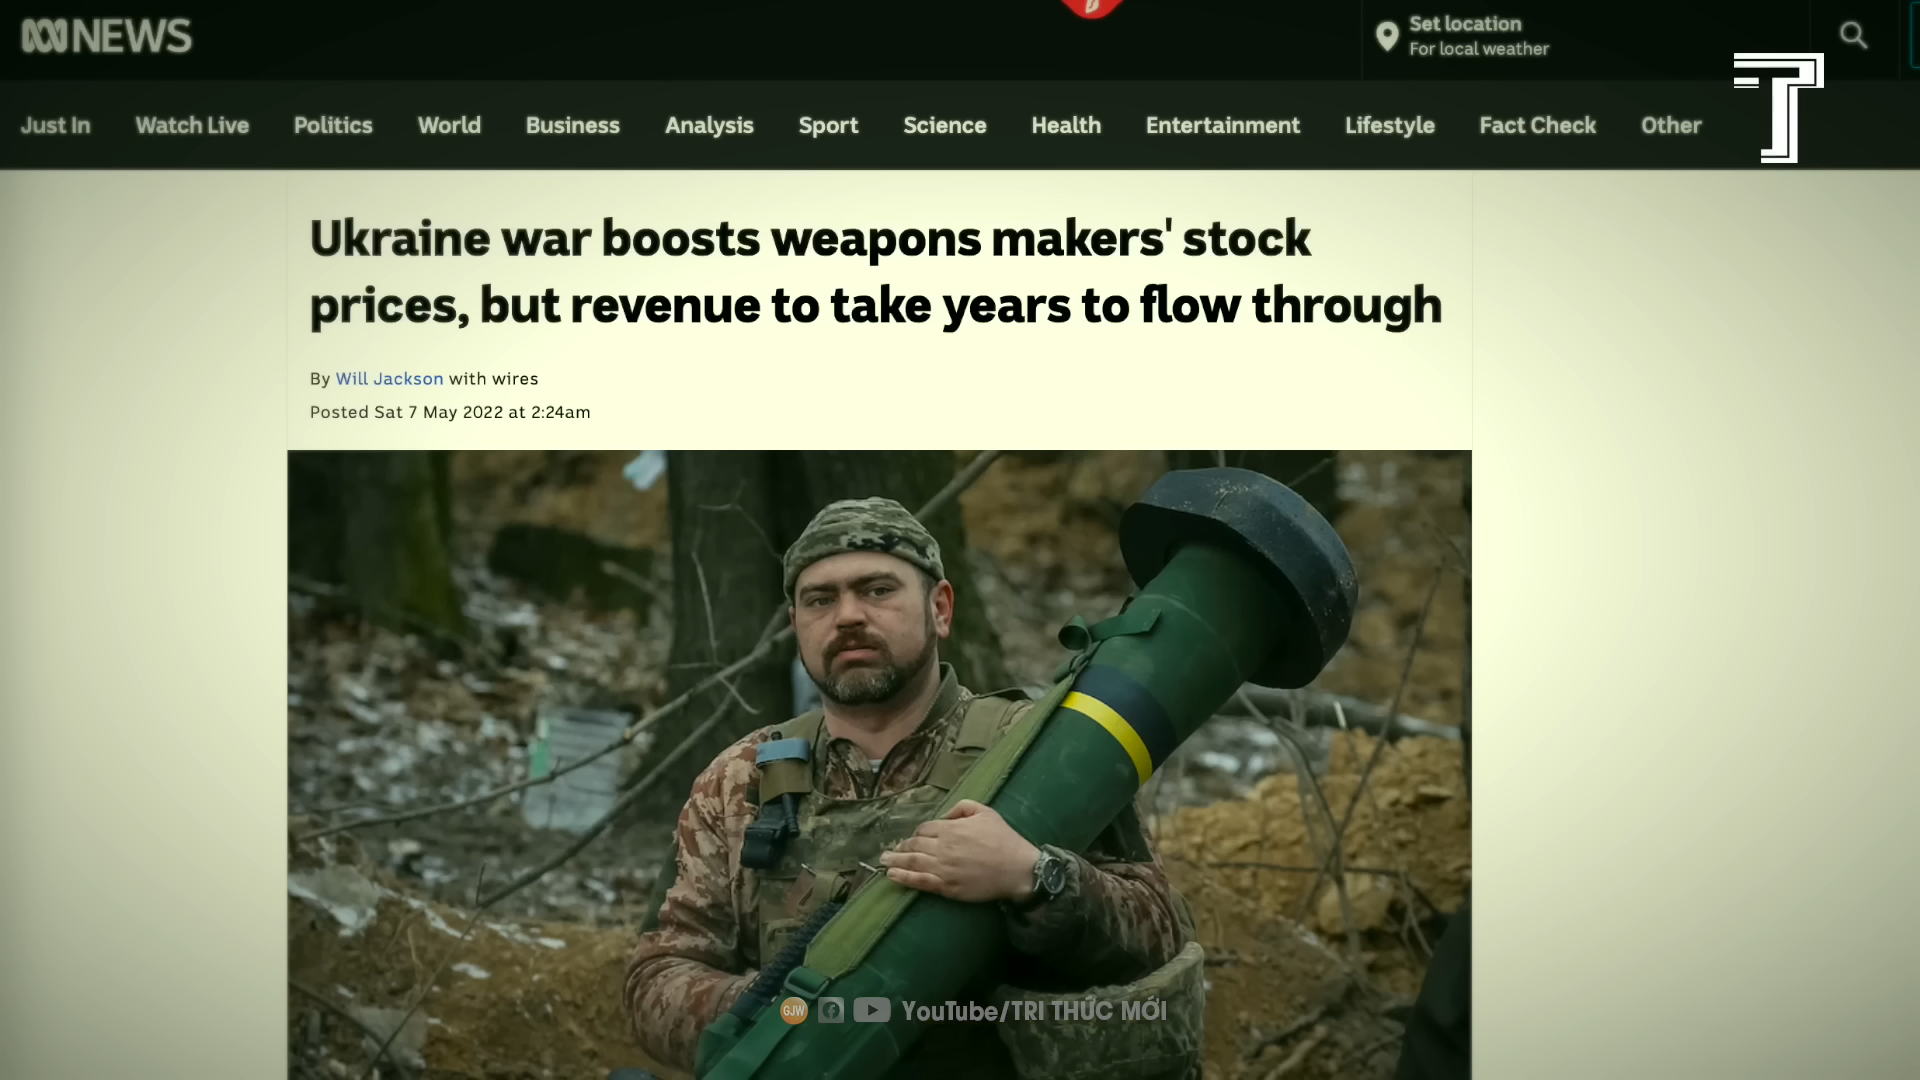 NEWS
Set location
For local weather
Just In Watch Live Politics World Business Analysis Sport Science Health Entertainment Lifestyle Fact Check Other
Ukraine war boosts weapons makers' stock
prices, but revenue to take years to flow through
By Will Jackson with wires
Posted Sat 7 May 2022 at 2:24am
GJW YouTube/TRI THỨC MỚI